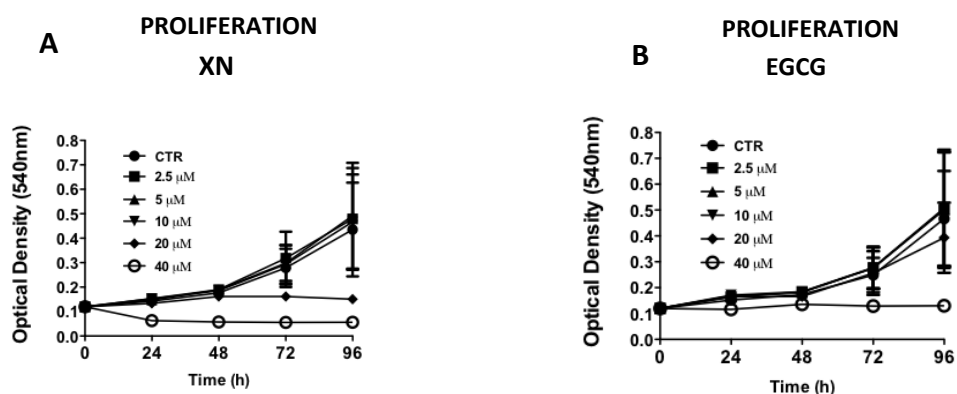 A
PROLIFERATION
XN
Optical Density (540nm)
0.8
0.7
0.6
0.5
0.4
0.3
0.2
0.1
0.0
CTR
2.5 μM
5 μM
10 μM
20 μM
40 μM
0 24 48 72 96
Time (h)
B
PROLIFERATION
EGCG
Optical Density (540nm)
0.8
0.7
0.6
0.5
0.4
0.3
0.2
0.1
0.0
CTR
2.5 μM
5 μM
10 μM
20 μM
40 μM
0 24 48 72 96
Time (h)